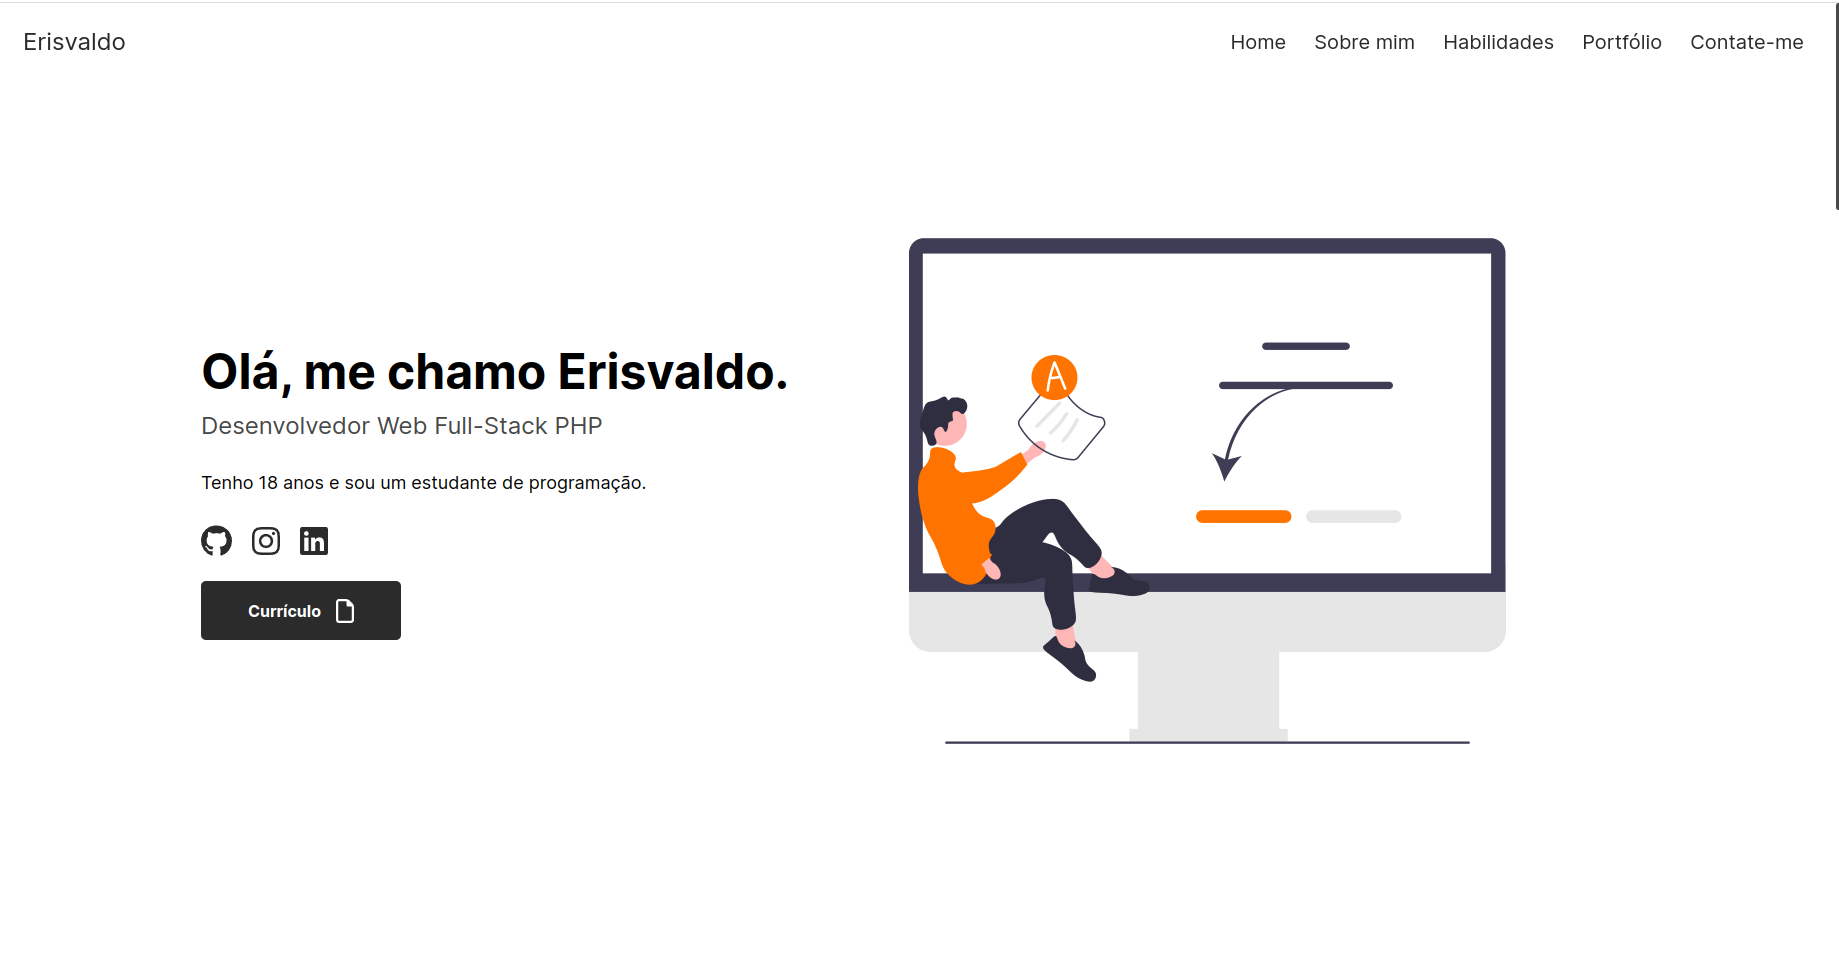 Erisvaldo
Home Sobre mim Habilidades Portfólio Contate-me
Olá, me chamo Erisvaldo.
Desenvolvedor Web Full-Stack PHP
Tenho 18 anos e sou um estudante de programação.
in
Currículo
A